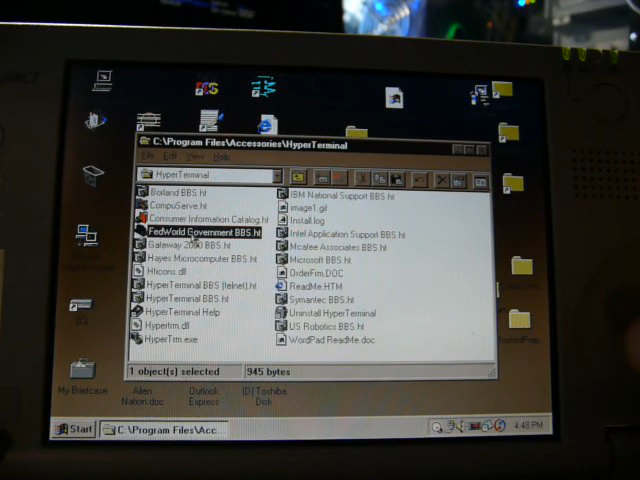 C:\Program Files\Accessories\HyperTerminal
File Edit View Help
HyperTerminal
Borland BBS.ht
CompuServe.ht
Consumer Information Catalog.ht
FedWorld Government BBS.ht
Gateway 2000 BBS.ht
Hayes Microcomputer BBS.ht
Hticons.dll
HyperTerminal BBS (telnet).ht
HyperTerminal BBS.ht
HyperTerminal Help
Hypertrm.dll
HyperTrm.exe
IBM National Support BBS.ht
image1.gif
Install.log
Intel Application Support BBS.ht
Mcafee Associates BBS.ht
Microsoft BBS.ht
OrderFrm.DOC
ReadMe.HTM
Symantec BBS.ht
Uninstall HyperTerminal
US Robotics BBS.ht
WordPad ReadMe.doc
1 object(s) selected
945 bytes
My Briefcase
Alien
Nation.doc
Outlook
Express
(D) Toshiba
Disk
Start
C:\Program Files\Acc...
4:48 PM